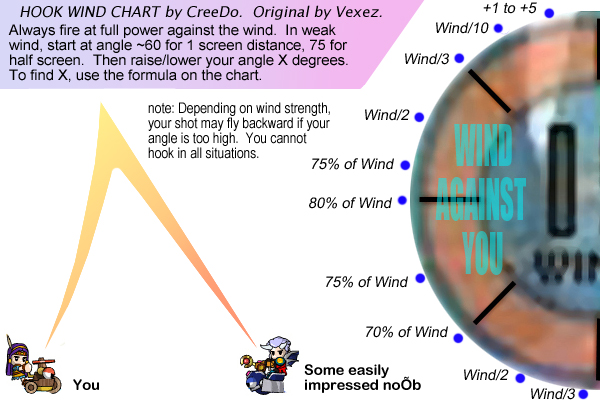 HOOK WIND CHART by CreeDo.  Original by Vexez.
Always fire at full power against the wind.  In weak
wind, start at angle ~60 for 1 screen distance, 75 for
half screen.  Then raise/lower your angle X degrees.
To find X, use the formula on the chart.
note: Depending on wind strength,
your shot may fly backward if your
angle is too high.  You cannot
hook in all situations.
+1 to +5
Wind/10
Wind/3
Wind/2
75% of Wind
80% of Wind
75% of Wind
70% of Wind
Wind/2
Wind/3
WIND
AGAINST
YOU
WIN
You
Some easily
impressed noÕb